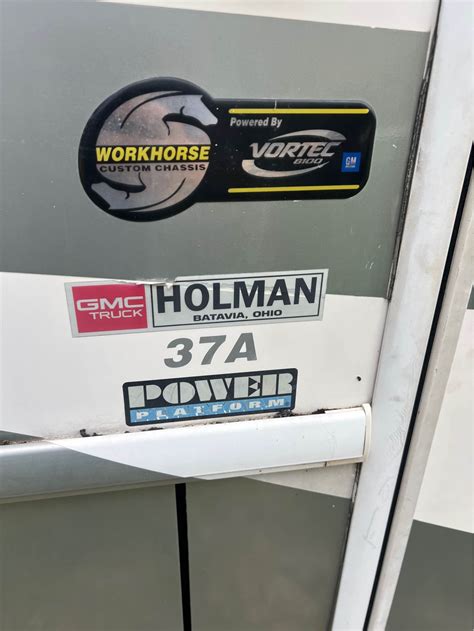 Powered By
WORKHORSE
CUSTOM CHASSIS
VORTEC
8100
GM
GMC
TRUCK
HOLMAN
BATAVIA, OHIO
37A
POWER
PLATFORM